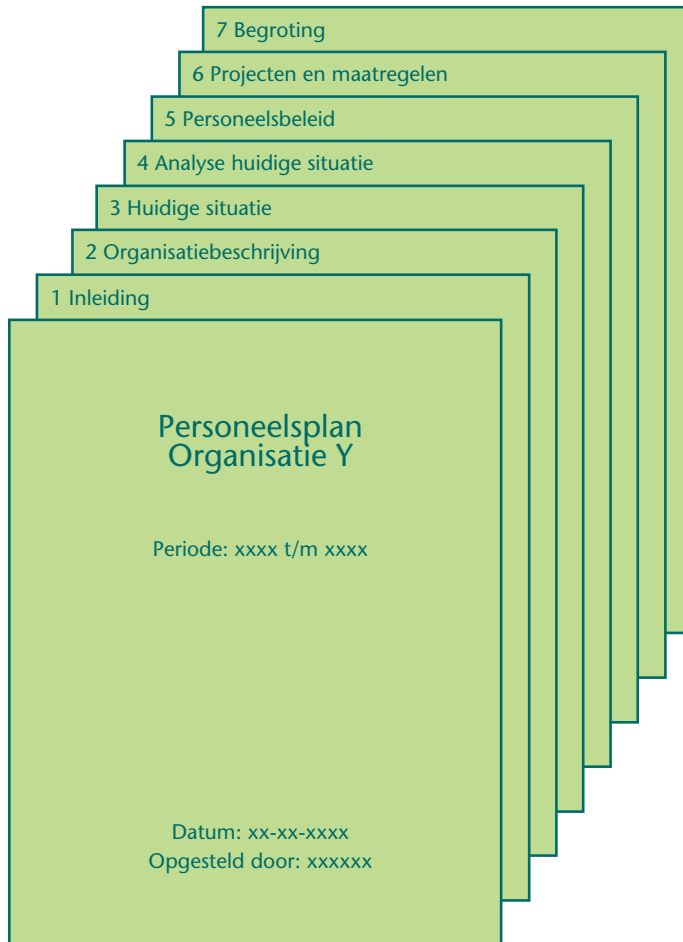 7 Begroting
6 Projecten en maatregelen
5 Personeelsbeleid
4 Analyse huidige situatie
3 Huidige situatie
2 Organisatiebeschrijving
1 Inleiding
Personeelsplan
Organisatie Y
Periode: xxxx t/m xxxx
Datum: xx-xx-xxxx
Opgesteld door: xxxxxx